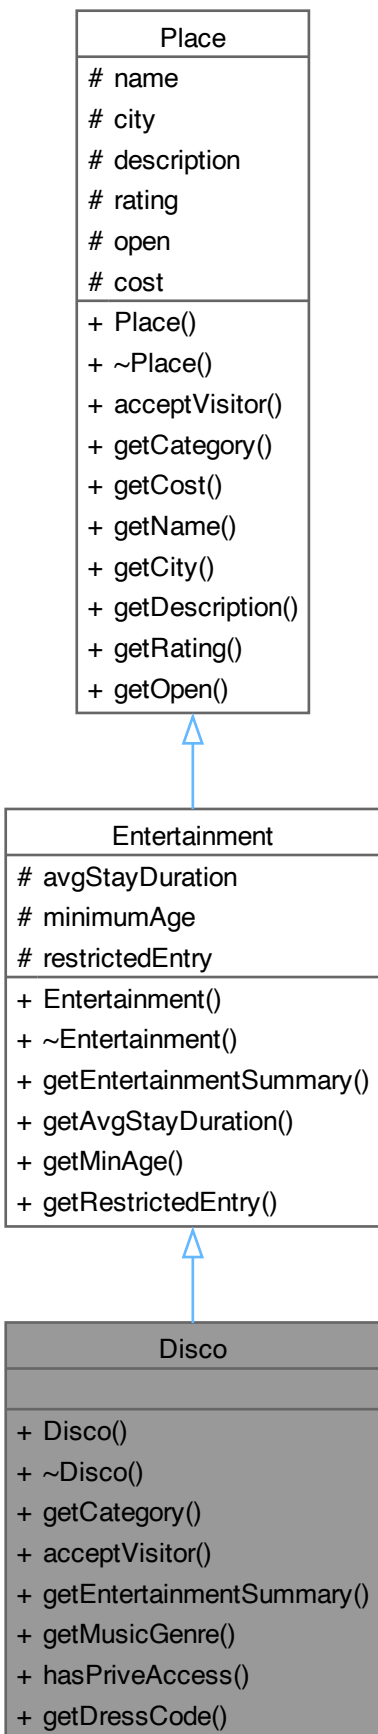 Place
# name
# city
# description
# rating
# open
# cost
+ Place()
+ ~Place()
+ acceptVisitor()
+ getCategory()
+ getCost()
+ getName()
+ getCity()
+ getDescription()
+ getRating()
+ getOpen()
Entertainment
# avgStayDuration
# minimumAge
# restrictedEntry
+ Entertainment()
+ ~Entertainment()
+ getEntertainmentSummary()
+ getAvgStayDuration()
+ getMinAge()
+ getRestrictedEntry()
Disco
+ Disco()
+ ~Disco()
+ getCategory()
+ acceptVisitor()
+ getEntertainmentSummary()
+ getMusicGenre()
+ hasPriveAccess()
+ getDressCode()